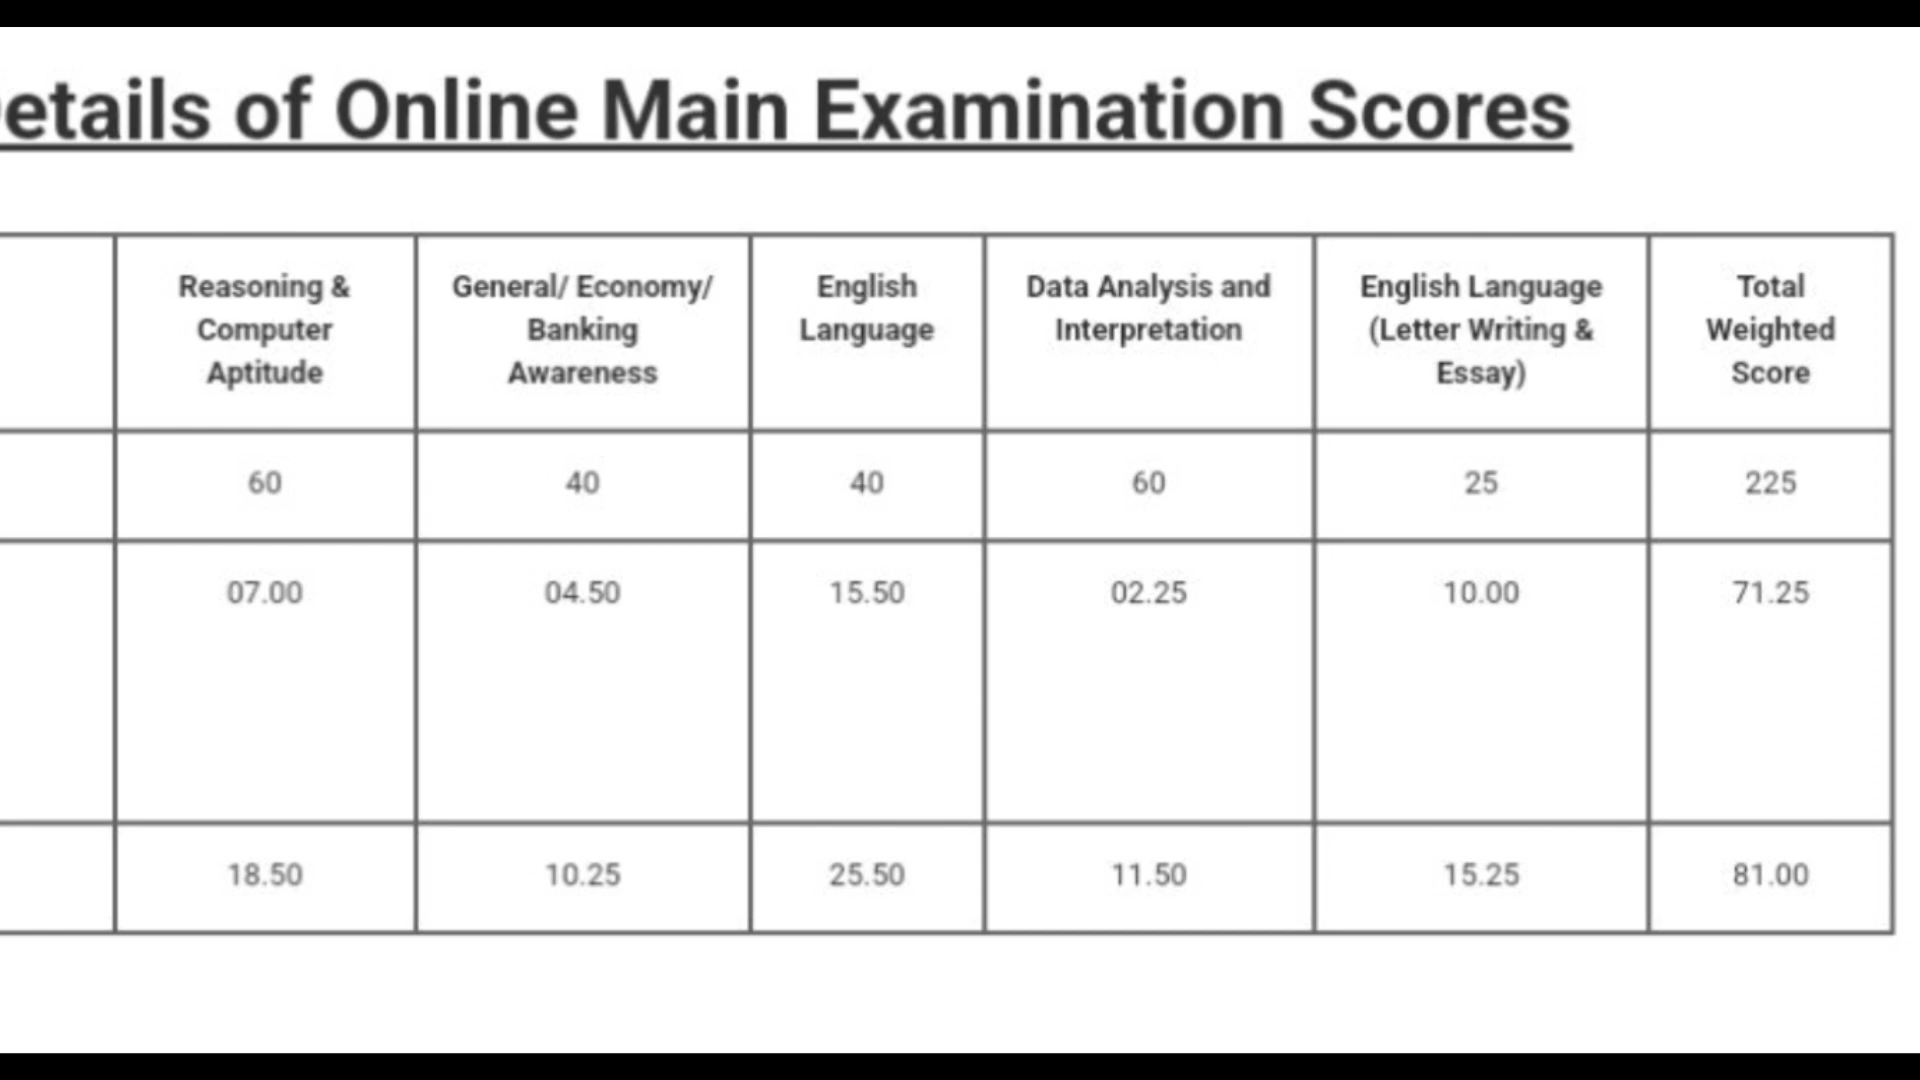 etails of Online Main Examination Scores
Reasoning &
Computer
Aptitude
General/ Economy/
Banking
Awareness
English
Language
Data Analysis and
Interpretation
English Language
(Letter Writing &
Essay)
Total
Weighted
Score
60 40 40 60 25 225
07.00 04.50 15.50 02.25 10.00 71.25
18.50 10.25 25.50 11.50 15.25 81.00